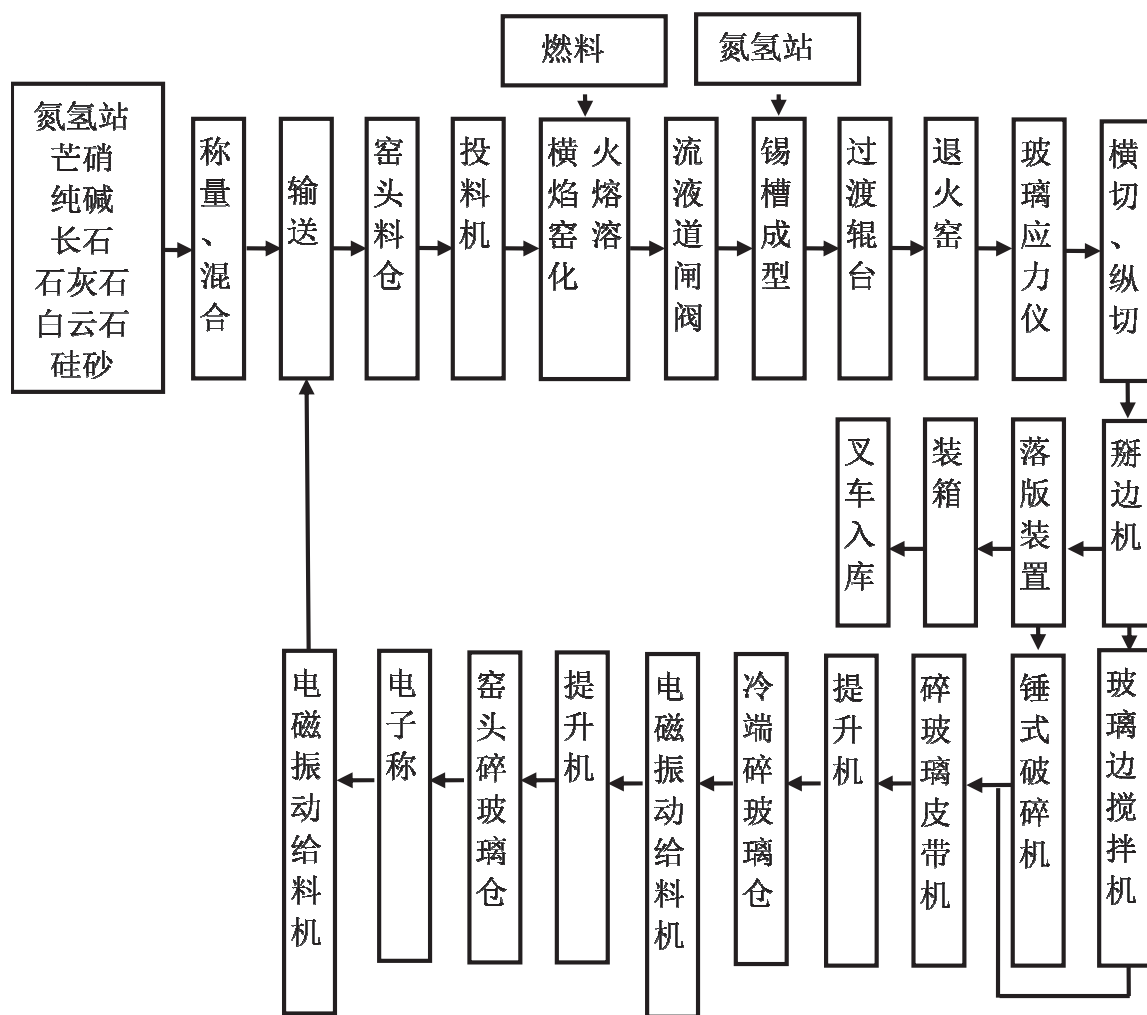 燃料
氮氢站
氮氢站
芒硝
纯碱
长石
石灰石
白云石
硅砂
称量、混合
输送
窑头料仓
投料机
横火焰熔窑溶化
流液道闸阀
锡槽成型
过渡辊台
退火窑
玻璃应力仪
横切、纵切
叉车入库
装箱
落版装置
掰边机
电磁振动给料机
电子称
窑头碎玻璃仓
提升机
电磁振动给料机
冷端碎玻璃仓
提升机
碎玻璃皮带机
锤式破碎机
玻璃边搅拌机